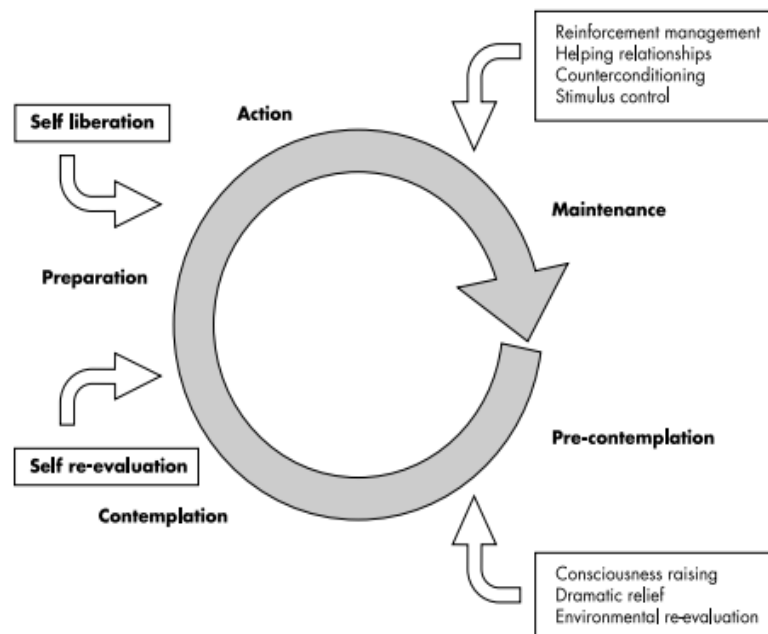 Reinforcement management
Helping relationships
Counterconditioning
Stimulus control
Action
Self liberation
Maintenance
Preparation
Pre-contemplation
Self re-evaluation
Contemplation
Consciousness raising
Dramatic relief
Environmental re-evaluation